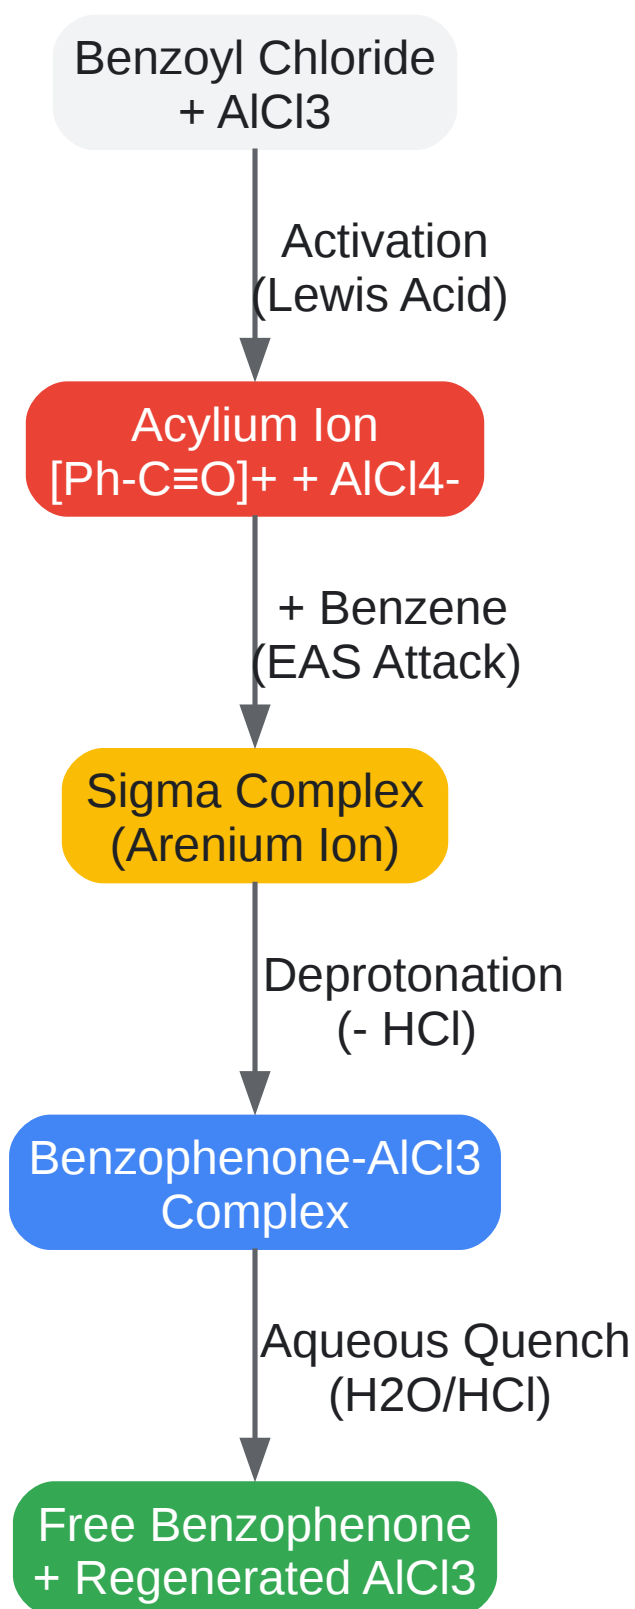 Benzoyl Chloride
+ AlCl3
Activation
(Lewis Acid)
Acylium Ion
[Ph-C≡O]+ + AlCl4-
+ Benzene
(EAS Attack)
Sigma Complex
(Arenium Ion)
Deprotonation
(- HCl)
Benzophenone-AlCl3
Complex
Aqueous Quench
(H2O/HCl)
Free Benzophenone
+ Regenerated AlCl3